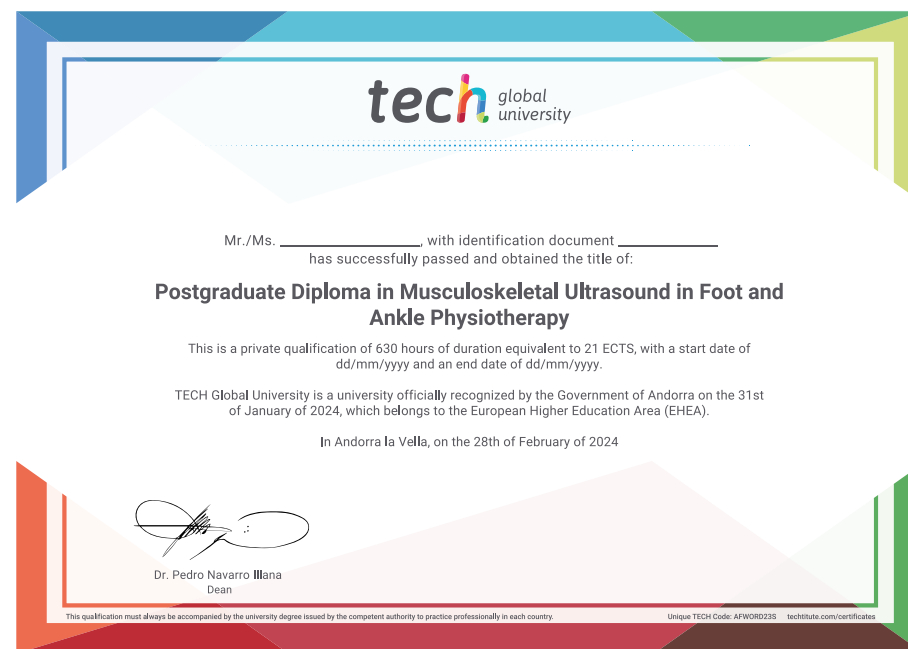 tech global university
Mr./Ms. ____________, with identification document ____________
has successfully passed and obtained the title of:
Postgraduate Diploma in Musculoskeletal Ultrasound in Foot and
Ankle Physiotherapy
This is a private qualification of 630 hours of duration equivalent to 21 ECTS, with a start date of
dd/mm/yyyy and an end date of dd/mm/yyyy.
TECH Global University is a university officially recognized by the Government of Andorra on the 31st
of January of 2024, which belongs to the European Higher Education Area (EHEA).
In Andorra la Vella, on the 28th of February of 2024
Dr. Pedro Navarro Illana
Dean
This qualification must always be accompanied by the university degree issued by the competent authority to practice professionally in each country.
Unique TECH Code: AFWORD23S techtitute.com/certificates